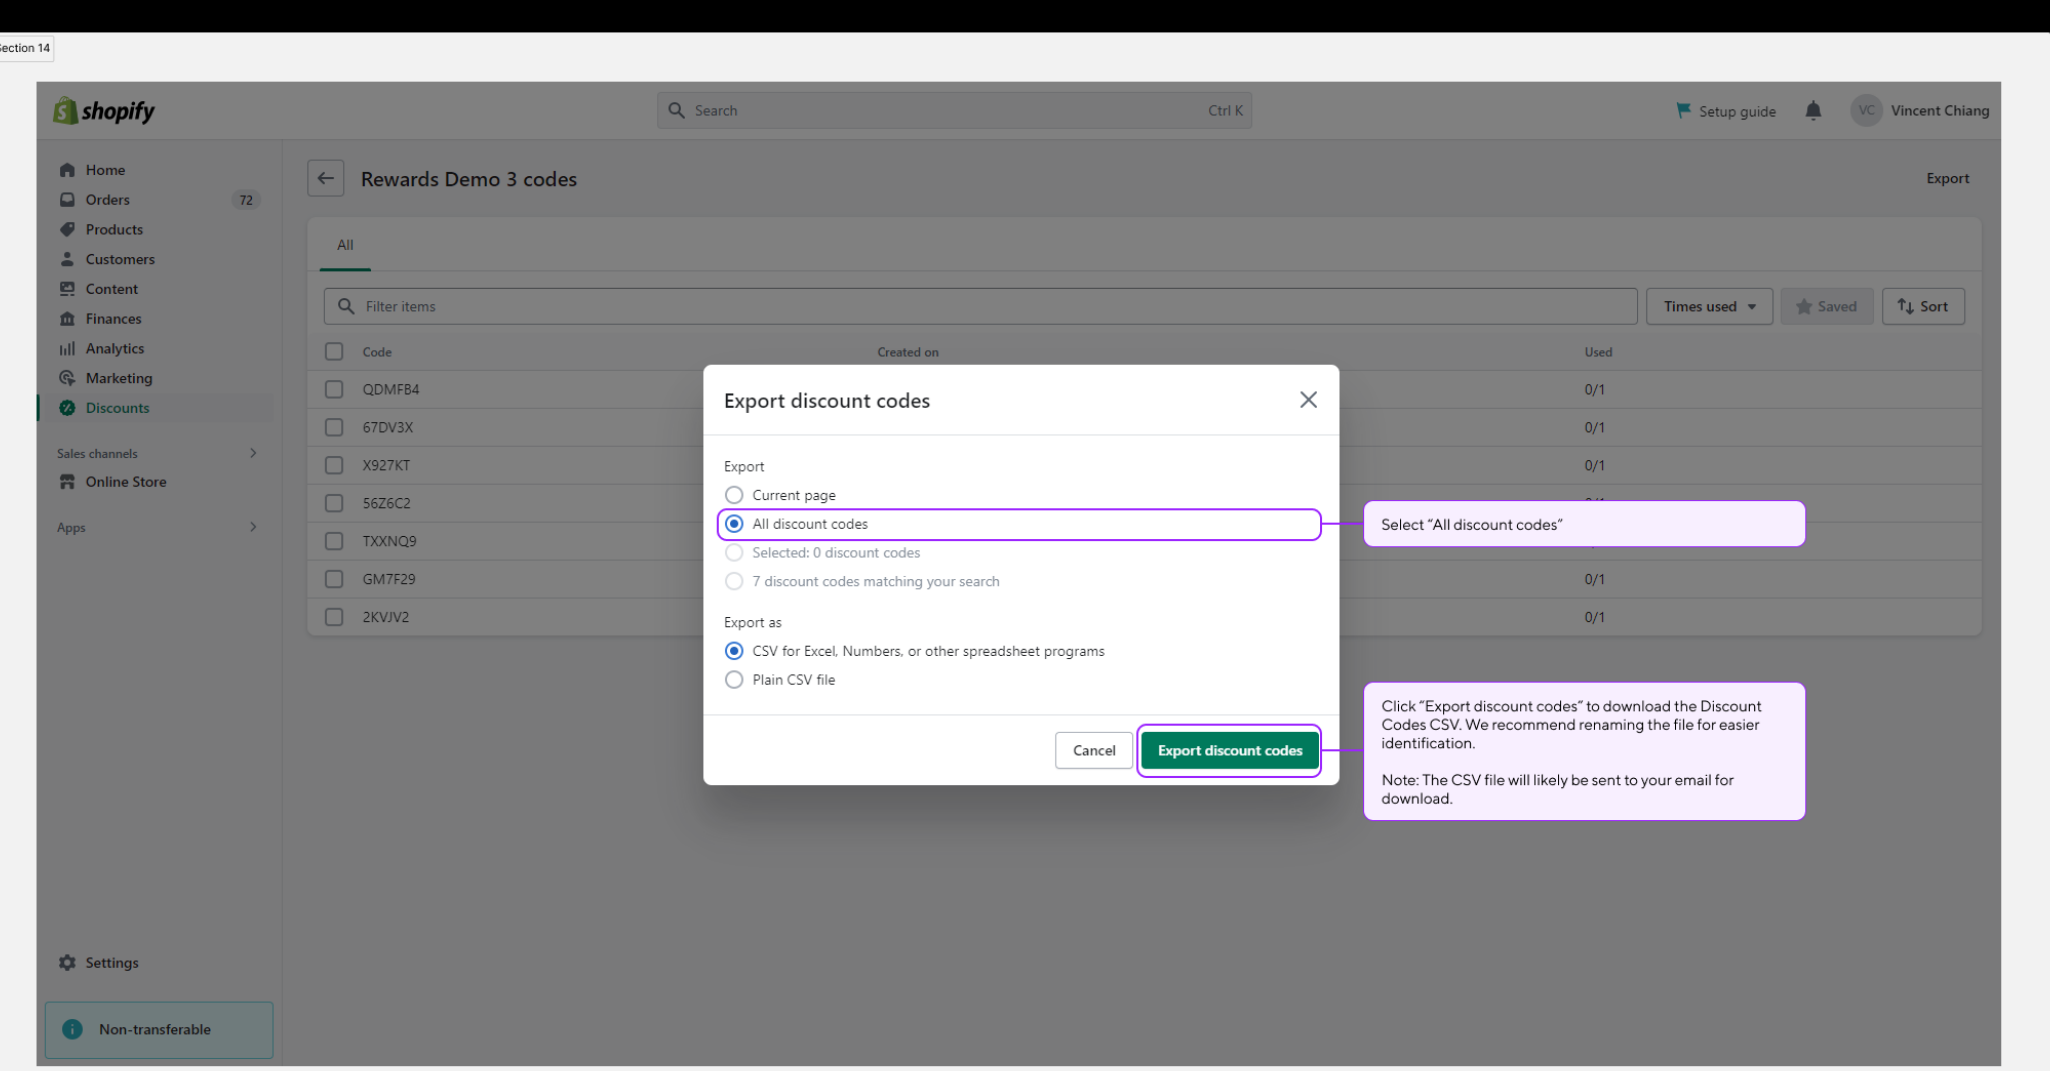 Section 14
shopify
Search
Ctrl K
Setup guide
VC
Vincent Chiang
Home
Orders
72
Products
Customers
Content
Finances
Analytics
Marketing
Discounts
Sales channels
Online Store
Apps
Settings
Non-transferable
Rewards Demo 3 codes
Export
All
Filter items
Times used
Saved
Sort
Code
Created on
Used
QDMFB4
0/1
67DV3X
0/1
X927KT
0/1
56Z6C2
TXXNQ9
GM7F29
0/1
2KVJV2
0/1
Export discount codes
Export
Current page
All discount codes
Selected: 0 discount codes
7 discount codes matching your search
Export as
CSV for Excel, Numbers, or other spreadsheet programs
Plain CSV file
Cancel
Export discount codes
Select “All discount codes”
Click “Export discount codes” to download the Discount
Codes CSV. We recommend renaming the file for easier
identification.
Note: The CSV file will likely be sent to your email for
download.